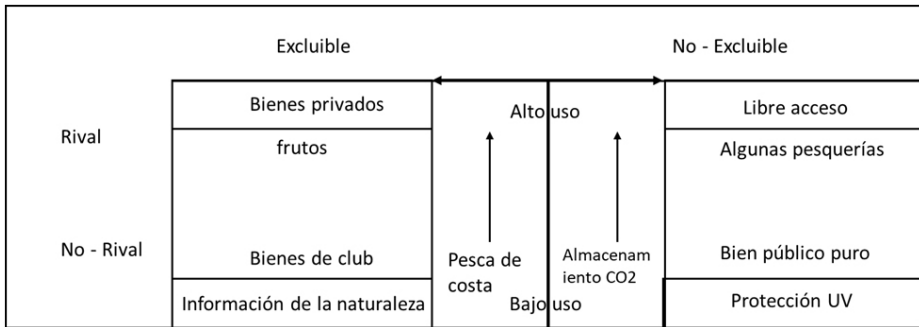 Excluible
No - Excluible
Rival
Bienes privados
Alto uso
Libre acceso
frutos
Algunas pesquerías
No - Rival
Bienes de club
Pesca de
costa
Almacenam
iento CO2
Bien público puro
Información de la naturaleza
Bajo uso
Protección UV